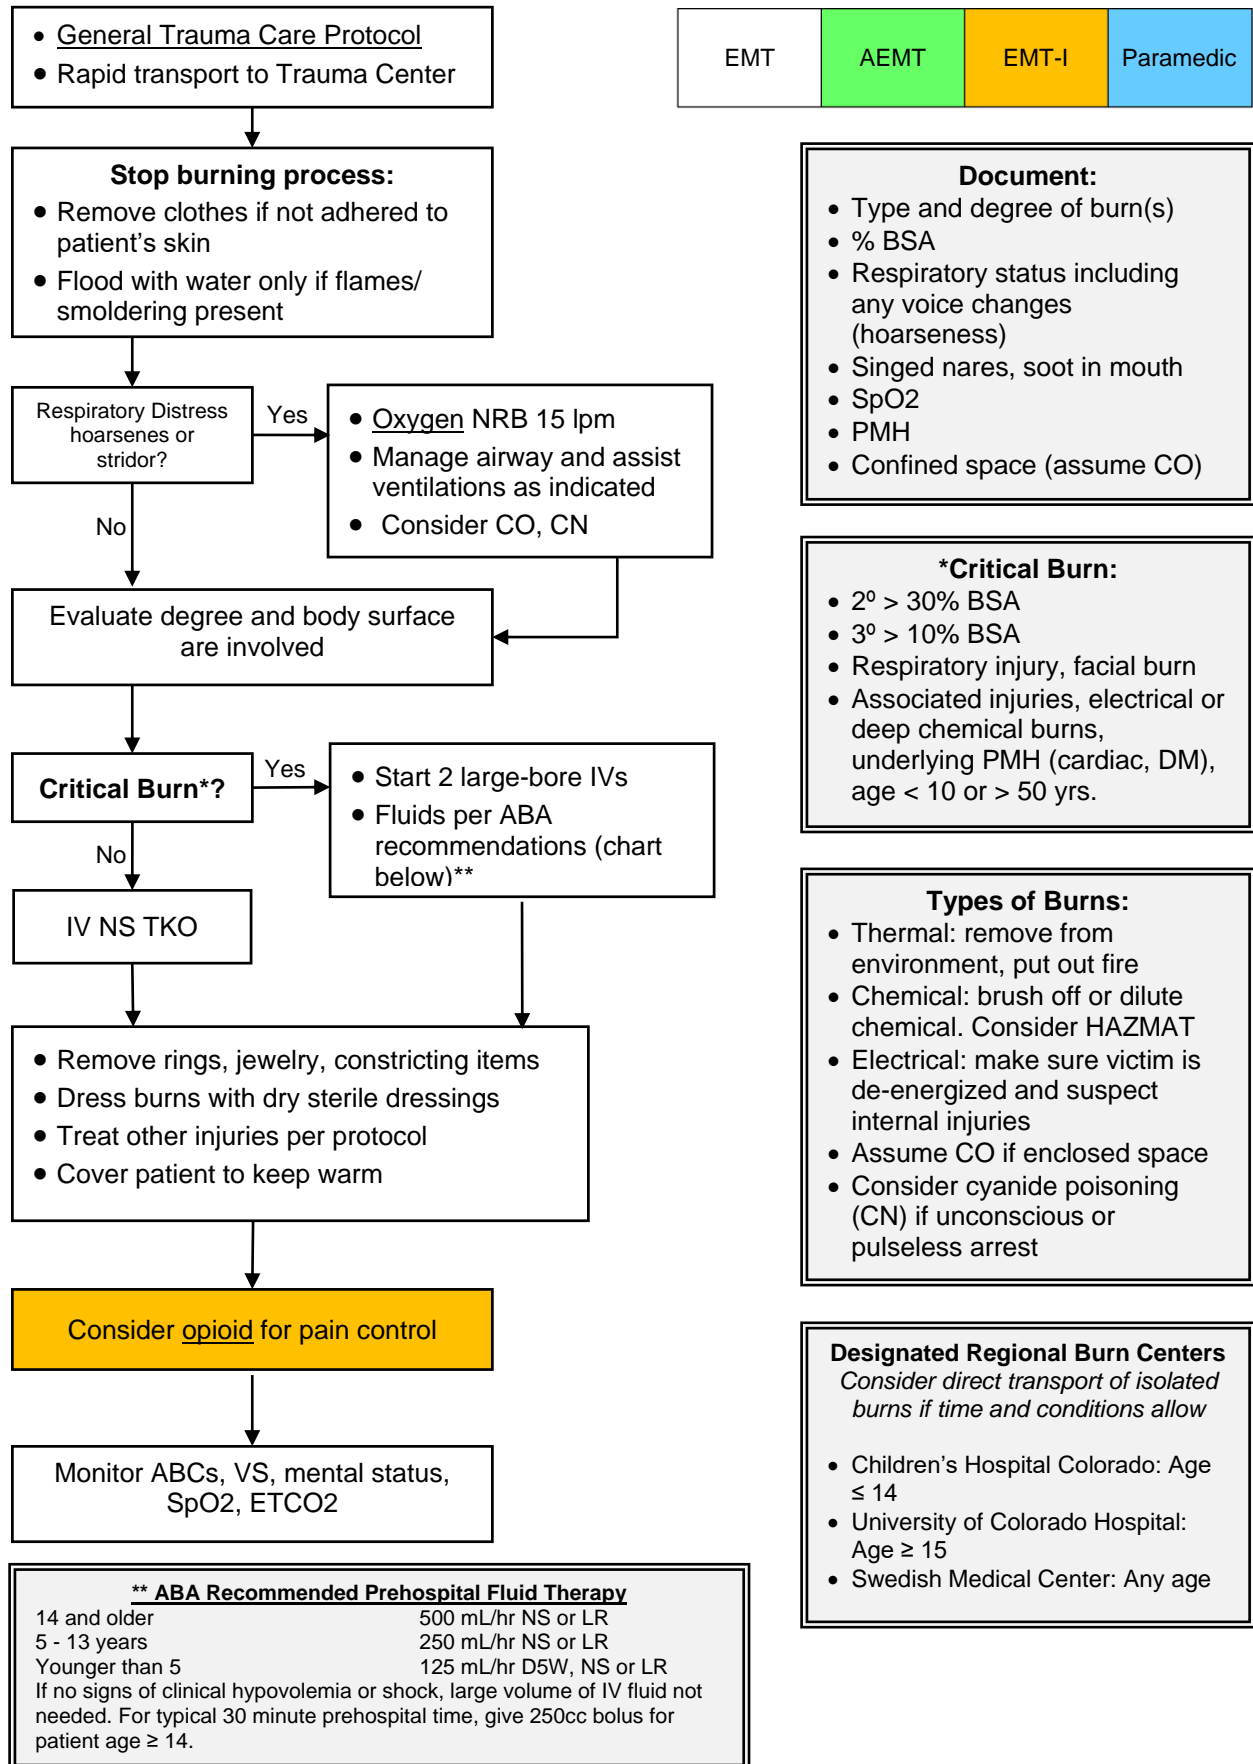 • General Trauma Care Protocol
• Rapid transport to Trauma Center
EMT
AEMT
EMT-I
Paramedic
Stop burning process:
• Remove clothes if not adhered to
patient's skin
• Flood with water only if flames/
smoldering present
Respiratory Distress
hoarsenes or
stridor?
Yes
No
• Oxygen NRB 15 lpm
• Manage airway and assist
ventilations as indicated
• Consider CO, CN
Evaluate degree and body surface
are involved
Critical Burn*?
Yes
No
• Start 2 large-bore IVs
• Fluids per ABA
recommendations (chart
below)**
IV NS TKO
• Remove rings, jewelry, constricting items
• Dress burns with dry sterile dressings
• Treat other injuries per protocol
• Cover patient to keep warm
Consider opioid for pain control
Monitor ABCs, VS, mental status,
SpO2, ETCO2
** ABA Recommended Prehospital Fluid Therapy
14 and older 500 mL/hr NS or LR
5 - 13 years 250 mL/hr NS or LR
Younger than 5 125 mL/hr D5W, NS or LR
If no signs of clinical hypovolemia or shock, large volume of IV fluid not
needed. For typical 30 minute prehospital time, give 250cc bolus for
patient age ≥ 14.
Document:
• Type and degree of burn(s)
• % BSA
• Respiratory status including
any voice changes
(hoarseness)
• Singed nares, soot in mouth
• SpO2
• PMH
• Confined space (assume CO)
*Critical Burn:
• 2º > 30% BSA
• 3º > 10% BSA
• Respiratory injury, facial burn
• Associated injuries, electrical or
deep chemical burns,
underlying PMH (cardiac, DM),
age < 10 or > 50 yrs.
Types of Burns:
• Thermal: remove from
environment, put out fire
• Chemical: brush off or dilute
chemical. Consider HAZMAT
• Electrical: make sure victim is
de-energized and suspect
internal injuries
• Assume CO if enclosed space
• Consider cyanide poisoning
(CN) if unconscious or
pulseless arrest
Designated Regional Burn Centers
Consider direct transport of isolated
burns if time and conditions allow
• Children's Hospital Colorado: Age
≤ 14
• University of Colorado Hospital:
Age ≥ 15
• Swedish Medical Center: Any age